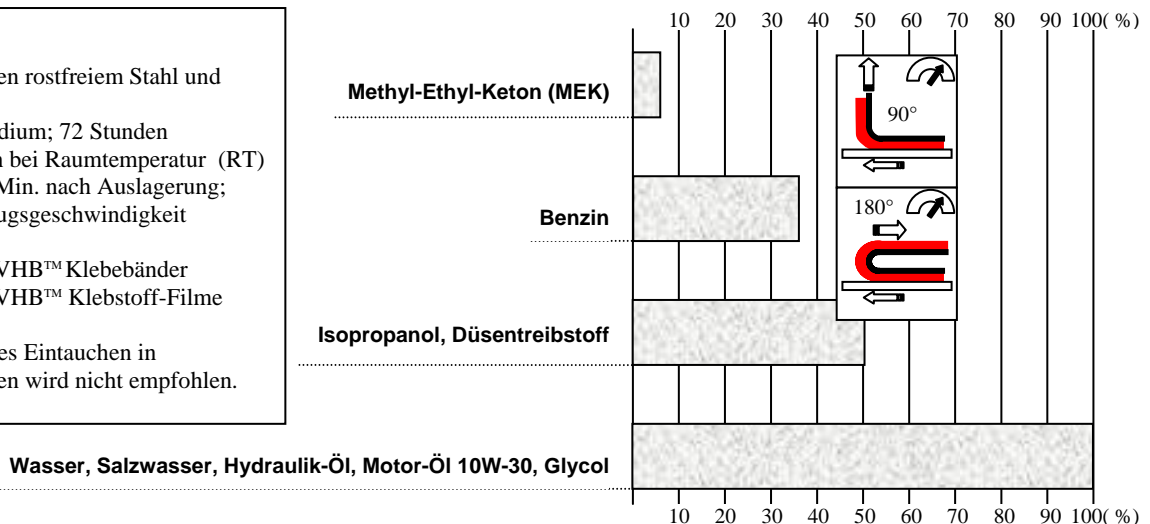 en rostfreiem Stahl und
dium; 72 Stunden
bei Raumtemperatur (RT)
Min. nach Auslagerung;
ugsgeschwindigkeit
VHB™ Klebebänder
VHB™ Klebstoff-Filme
es Eintauchen in
en wird nicht empfohlen.
10 20 30 40 50 60 70 80 90 100( %)
Methyl-Ethyl-Keton (MEK)
90°
Benzin
180°
Isopropanol, Düsentreibstoff
Wasser, Salzwasser, Hydraulik-Öl, Motor-Öl 10W-30, Glycol
10 20 30 40 50 60 70 80 90 100( %)